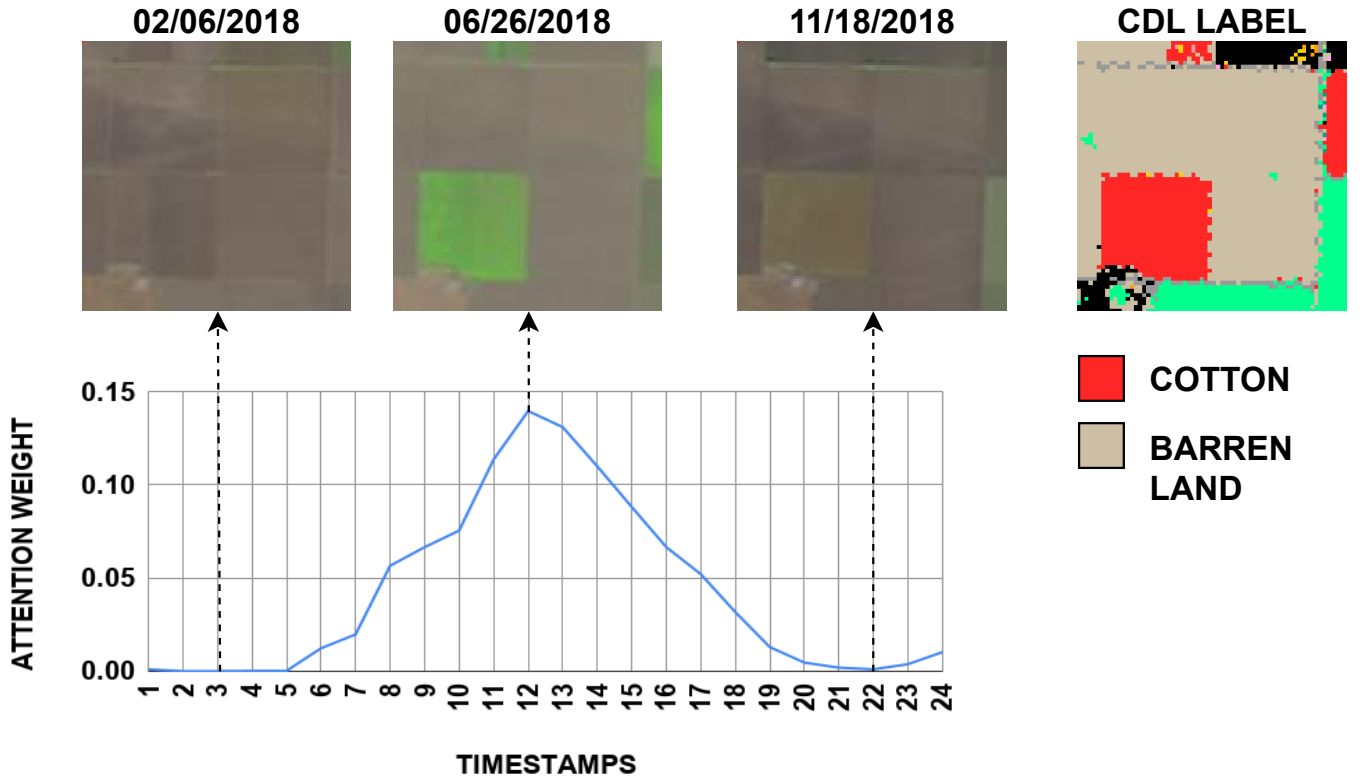 02/06/2018 06/26/2018 11/18/2018 CDL LABEL
COTTON
BARREN
LAND
ATTENTION WEIGHT
0.15
0.10
0.05
0.00
1 2 3 4 5 6 7 8 9 10 11 12 13 14 15 16 17 18 19 20 21 22 23 24
TIMESTAMPS